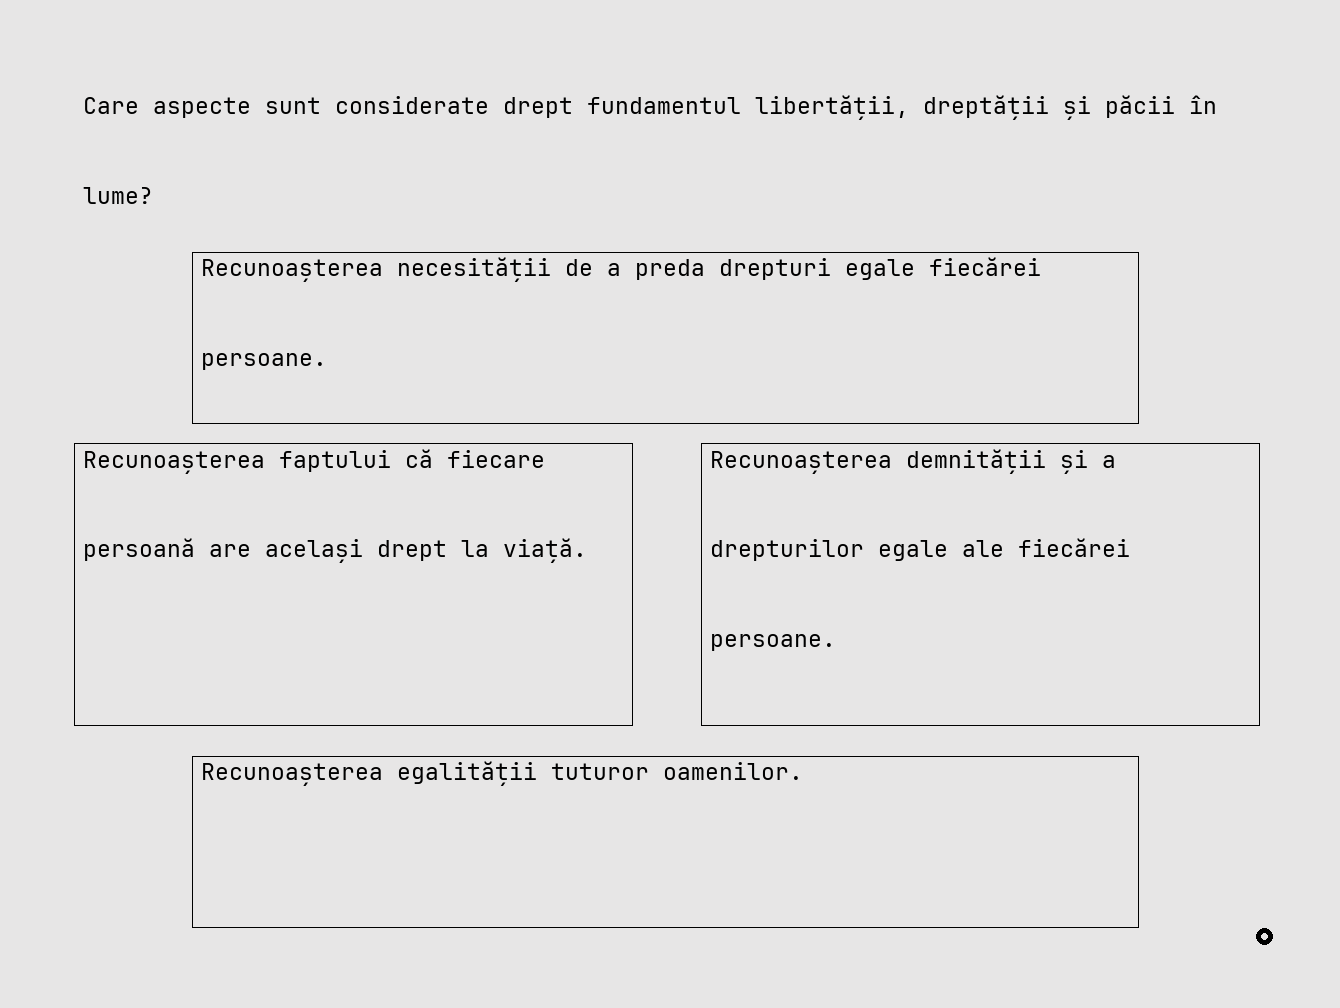 Care aspecte sunt considerate drept fundamentul libertății, dreptății și păcii în
lume?
Recunoașterea necesității de a preda drepturi egale fiecărei
persoane.
Recunoașterea faptului că fiecare
persoană are același drept la viață.
Recunoașterea demnității și a
drepturilor egale ale fiecărei
persoane.
Recunoașterea egalității tuturor oamenilor.